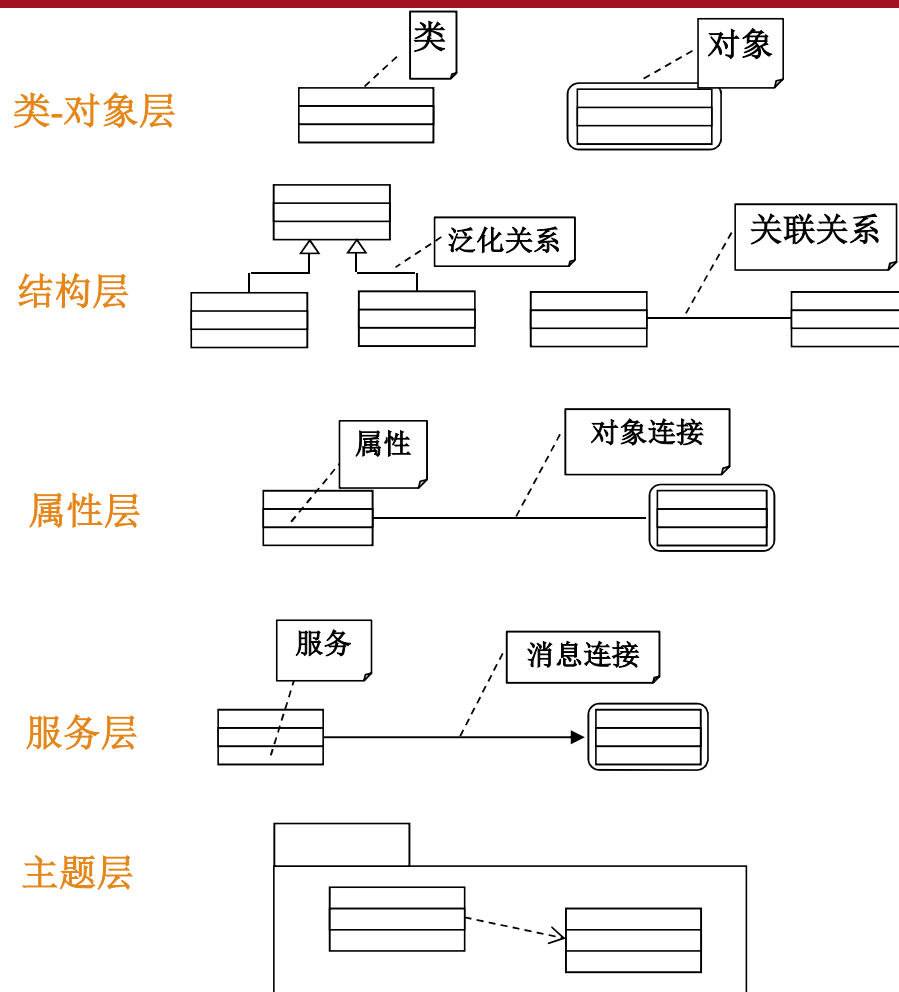 类
对象
类-对象层
泛化关系
关联关系
结构层
属性
对象连接
属性层
服务
消息连接
服务层
主题层